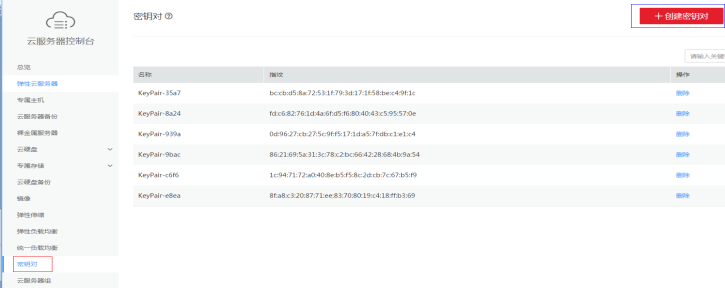 密钥对
+ 创建密钥对
云服务器控制台
请输入关键
总览
弹性云服务器
专属主机
云服务器备份
裸金属服务器
云硬盘
专属存储
云硬盘备份
镜像
弹性伸缩
弹性负载均衡
统一负载均衡
密钥对
云服务器组
名称 指纹 操作
KeyPair-35a7 bc:cb:d5:8a:72:53:1f:79:3d:17:1f:58:be:c4:9f:1c 删除
KeyPair-8a24 fd:c6:82:76:1d:4a:6f:d5:f6:80:40:43:c5:95:57:0e 删除
KeyPair-939a 0d:96:27:cb:27:5c:9f:f5:17:1d:a5:7f:db:c1:e1:c4 删除
KeyPair-9bac 86:21:69:5a:31:3c:78:c2:bc:66:42:28:68:4b:9a:54 删除
KeyPair-c6f6 1c:94:71:72:a0:40:8e:b5:f5:8c:2d:cb:7c:67:b5:f9 删除
KeyPair-e8ea 8f:a8:c3:20:87:71:ee:83:70:80:19:c4:18:ff:b3:69 删除